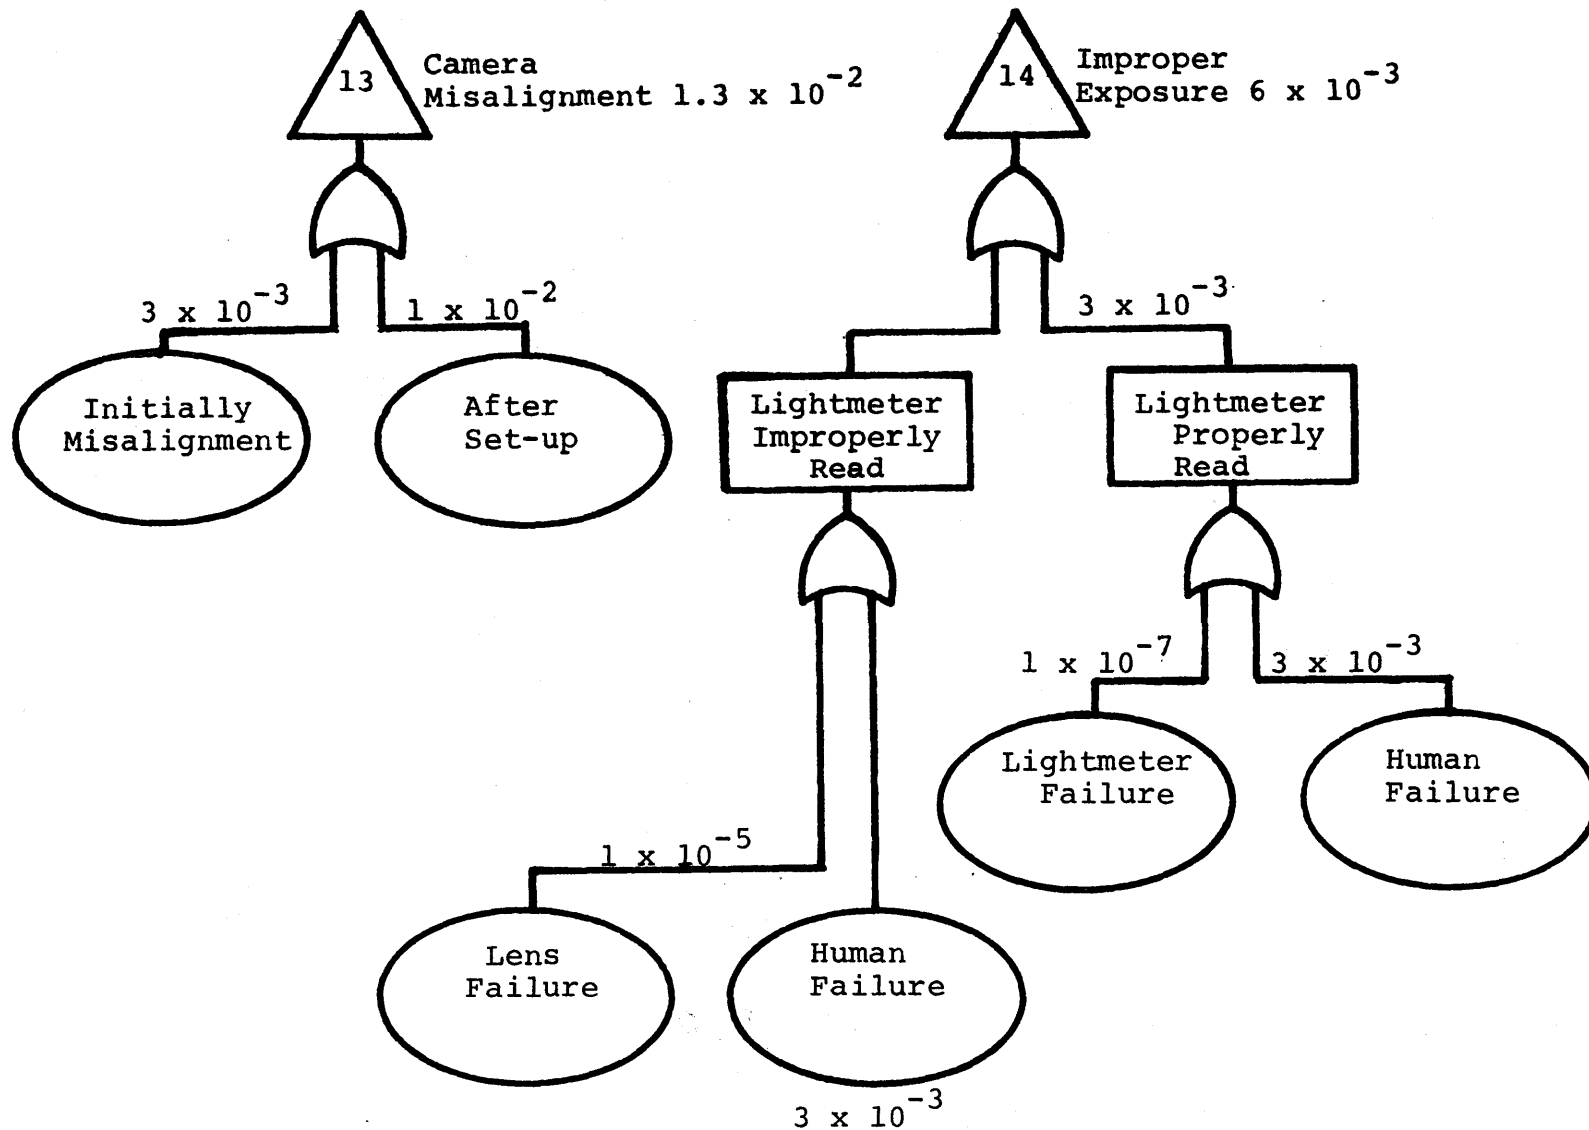 13
Camera
Misalignment 1.3 x 10^-2
14
Improper
Exposure 6 x 10^-3
3 x 10^-3
1 x 10^-2
3 x 10^-3
Initially
Misalignment
After
Set-up
Lightmeter
Improperly
Read
Lightmeter
Properly
Read
1 x 10^-7
3 x 10^-3
Lightmeter
Failure
Human
Failure
1 x 10^-5
Lens
Failure
Human
Failure
3 x 10^-3